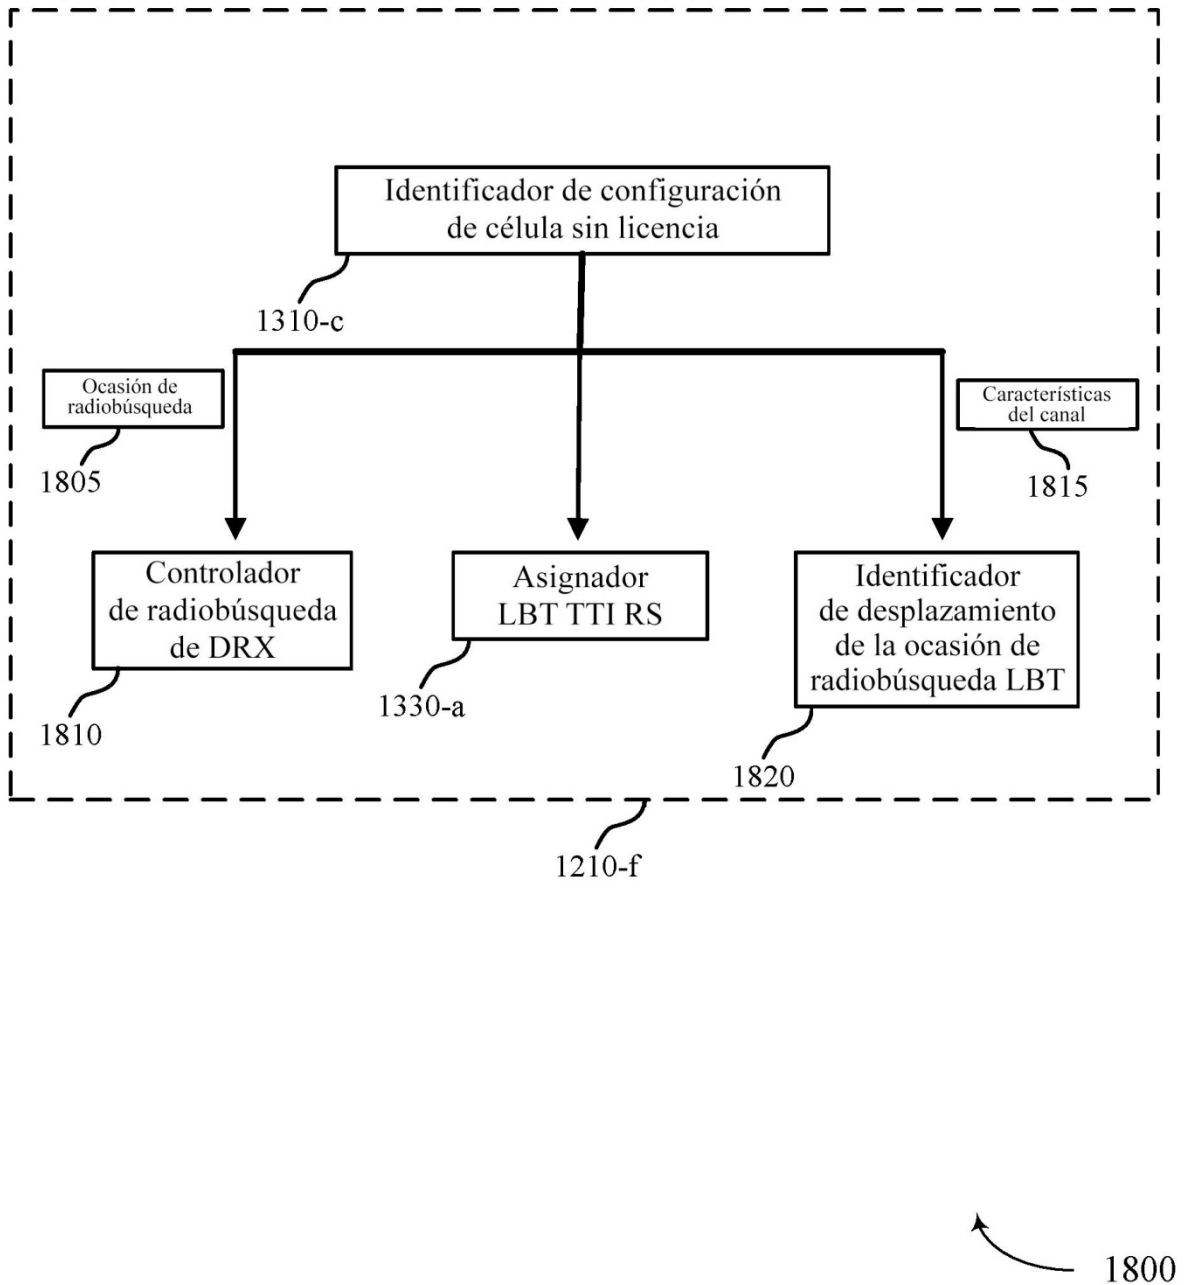 Identificador de configuración
de célula sin licencia
1310-c
Ocasión de
radiobúsqueda
1805
Características
del canal
1815
Controlador
de radiobúsqueda
de DRX
1810
Asignador
LBT TTI RS
1330-a
Identificador
de desplazamiento
de la ocasión de
radiobúsqueda LBT
1820
1210-f
1800